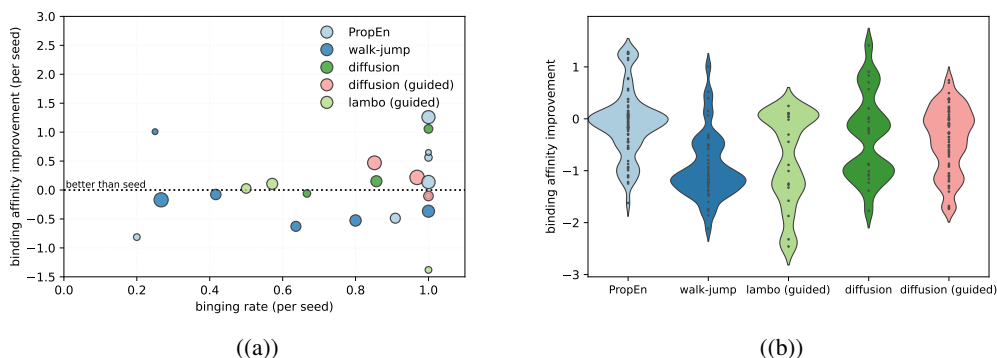 binding affinity improvement (per seed)
3.0
2.5
2.0
1.5
1.0
0.5
0.0
−0.5
−1.0
−1.5
PropEn
walk-jump
diffusion
diffusion (guided)
lambo (guided)
better than seed
0.0 0.2 0.4 0.6 0.8 1.0
binging rate (per seed)
((a))
binding affinity improvement
1
0
−1
−2
−3
PropEn walk-jump lambo (guided) diffusion diffusion (guided)
((b))